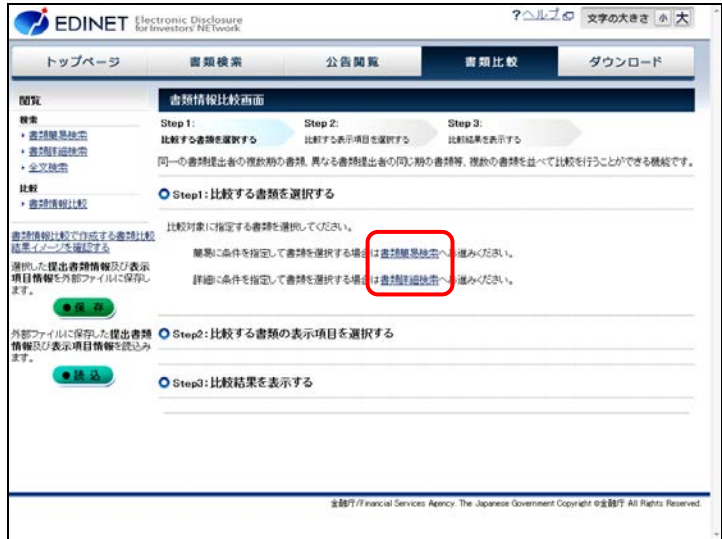 EDINET Electronic Disclosure for Investors' NETwork
?ヘルプ 文字の大きさ 小 大
トップページ 書類検索 公告閲覧 書類比較 ダウンロード
閲覧
検索
書類簡易検索
書類詳細検索
全文検索
比較
書類情報比較
書類情報比較で作成する書類比較
結果イメージを確認する
選択した提出書類情報及び表示
項目情報を外部ファイルに保存し
ます。
保 存
外部ファイルに保存した提出書類
情報及び表示項目情報を読込み
ます。
読 込
書類情報比較画面
Step 1: Step 2: Step 3:
比較する書類を選択する 比較する表示項目を選択する 比較結果を表示する
同一の書類提出者の複数期の書類、異なる書類提出者の同じ期の書類等、複数の書類を並べて比較を行うことができる機能です。
Step1:比較する書類を選択する
比較対象に指定する書類を選択してください。
簡易に条件を指定して書類を選択する場合は書類簡易検索へ進みください。
詳細に条件を指定して書類を選択する場合は書類詳細検索へ進みください。
Step2:比較する書類の表示項目を選択する
Step3:比較結果を表示する
金融庁/Financial Services Agency, The Japanese Government Copyright ©金融庁 All Rights Reserved.